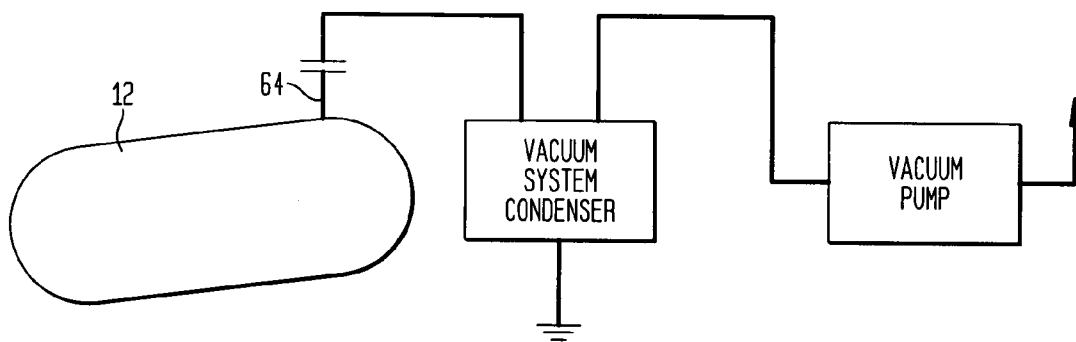 12
64
VACUUM
SYSTEM
CONDENSER
VACUUM
PUMP